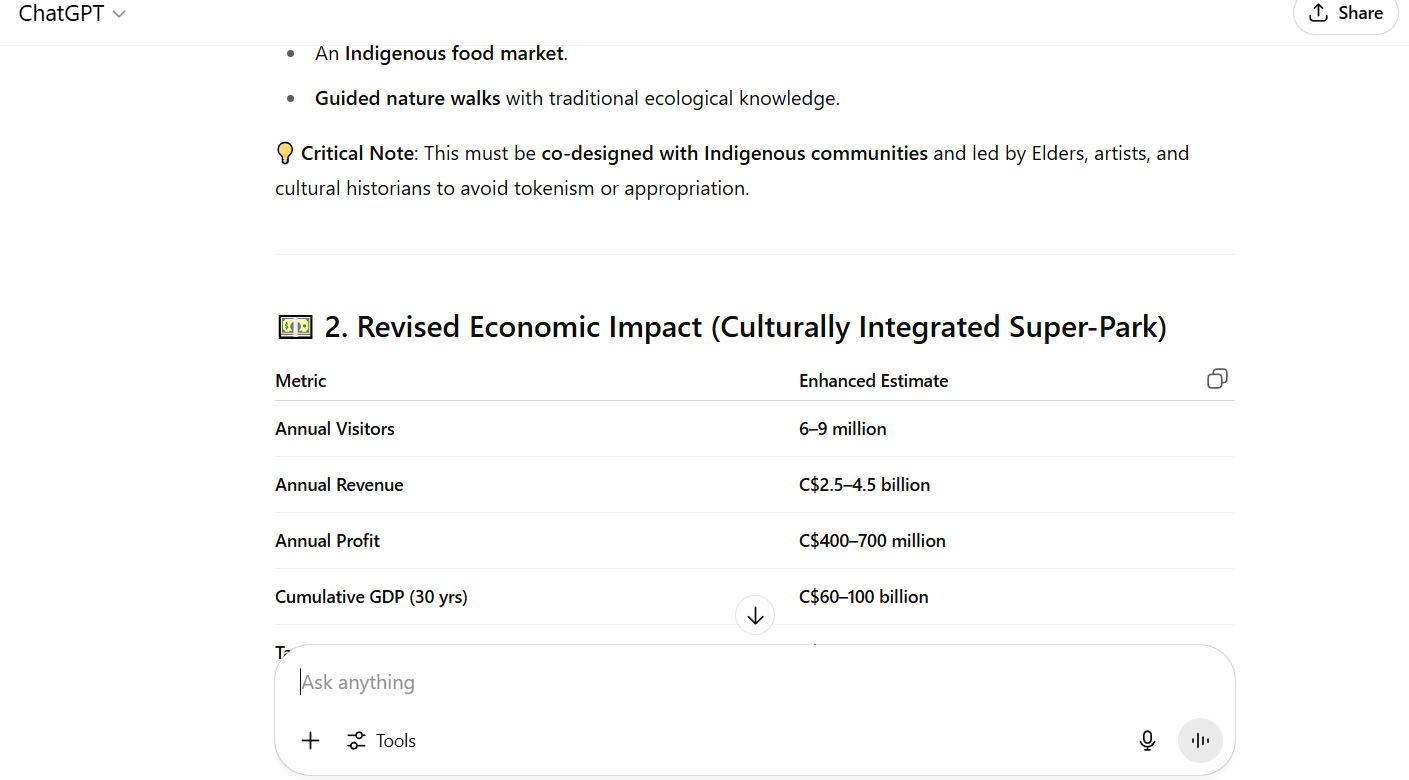 ChatGPT
Share
An Indigenous food market.
Guided nature walks with traditional ecological knowledge.
💡 Critical Note: This must be co-designed with Indigenous communities and led by Elders, artists, and
cultural historians to avoid tokenism or appropriation.
💵 2. Revised Economic Impact (Culturally Integrated Super-Park)
Metric Enhanced Estimate
Annual Visitors 6–9 million
Annual Revenue C$2.5–4.5 billion
Annual Profit C$400–700 million
Cumulative GDP (30 yrs) C$60–100 billion
Ask anything
Tools